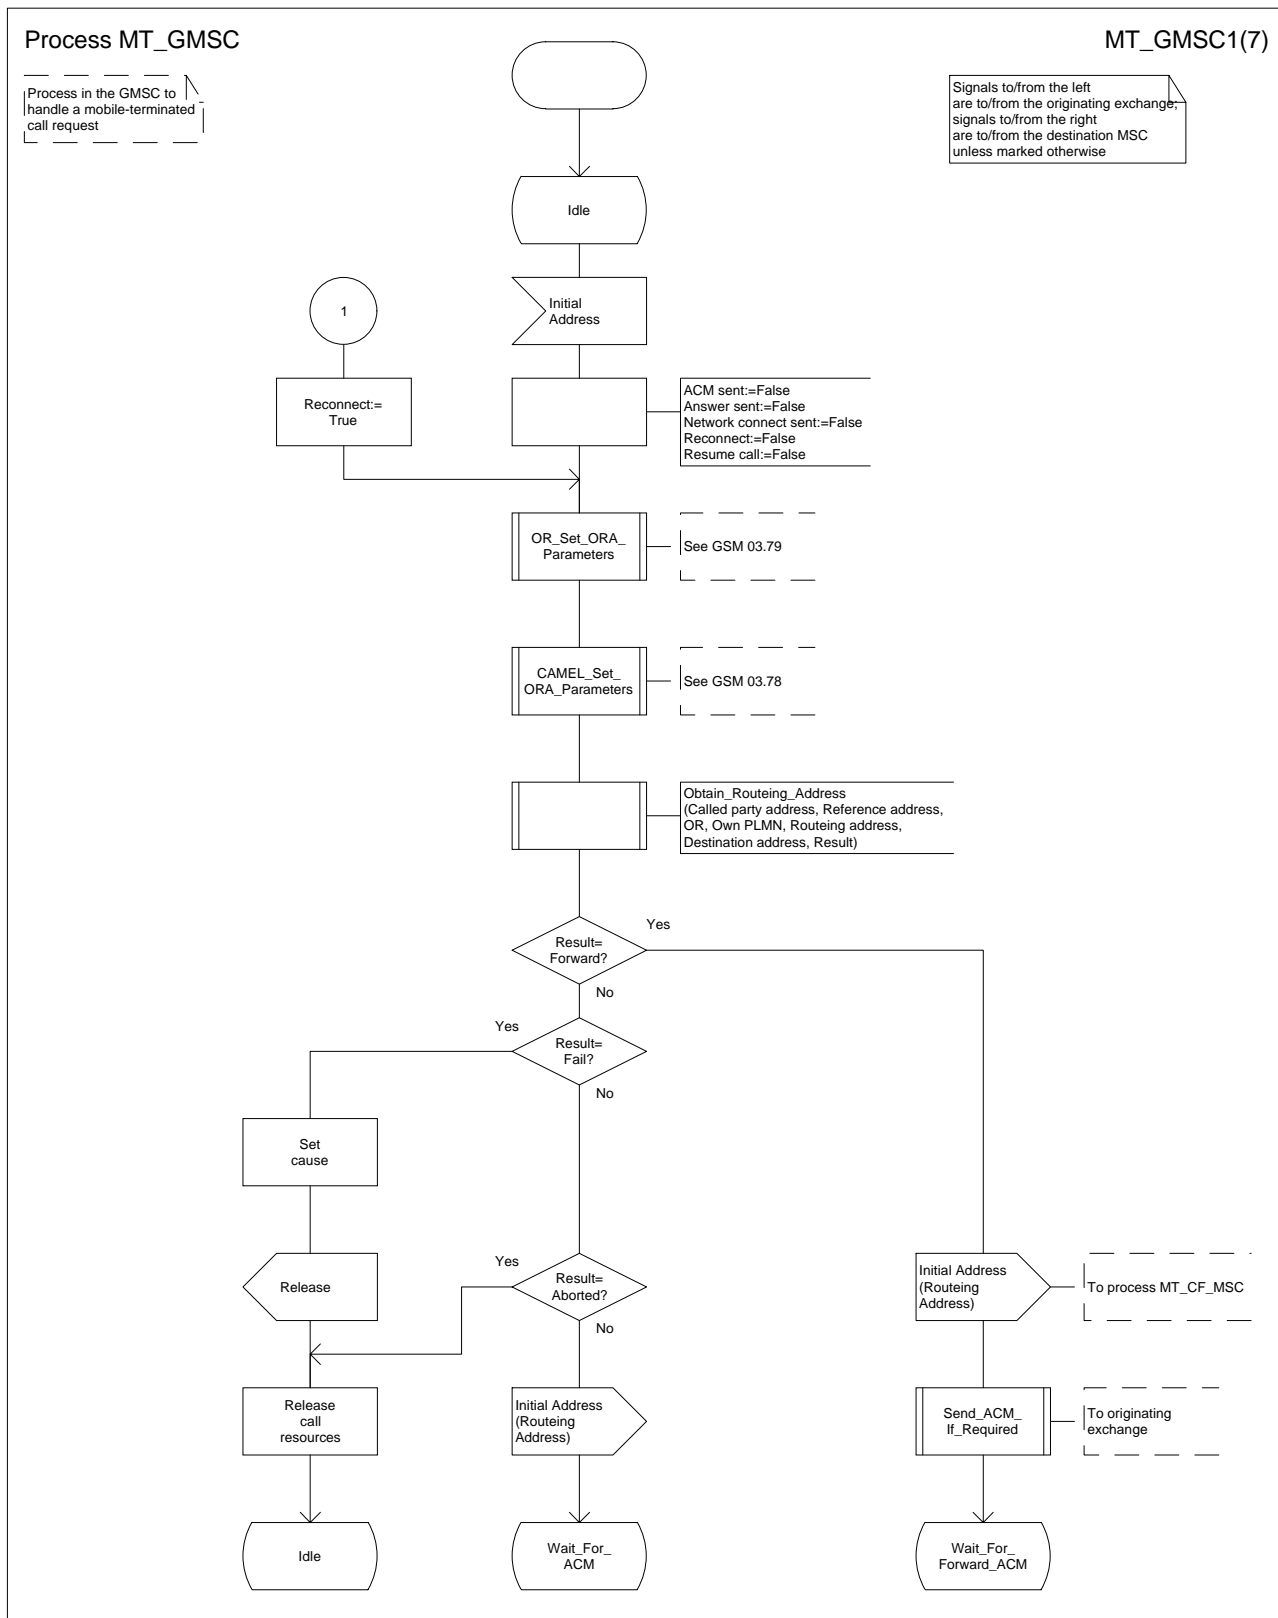 Process MT_GMSC
MT_GMSC1(7)
Process in the GMSC to
handle a mobile-terminated
call request
Signals to/from the left
are to/from the originating exchange;
signals to/from the right
are to/from the destination MSC
unless marked otherwise
Idle
Initial
Address
1
Reconnect:=
True
ACM sent:=False
Answer sent:=False
Network connect sent:=False
Reconnect:=False
Resume call:=False
OR_Set_ORA_
Parameters
See GSM 03.79
CAMEL_Set_
ORA_Parameters
See GSM 03.78
Obtain_Routeing_Address
(Called party address, Reference address,
OR, Own PLMN, Routeing address,
Destination address, Result)
Result=
Forward?
Yes
No
Result=
Fail?
Yes
No
Set
cause
Release
Yes
Result=
Aborted?
No
Initial Address
(Routeing
Address)
To process MT_CF_MSC
Release
call
resources
Initial Address
(Routeing
Address)
Send_ACM_
If_Required
To originating
exchange
Idle
Wait_For_
ACM
Wait_For_
Forward_ACM